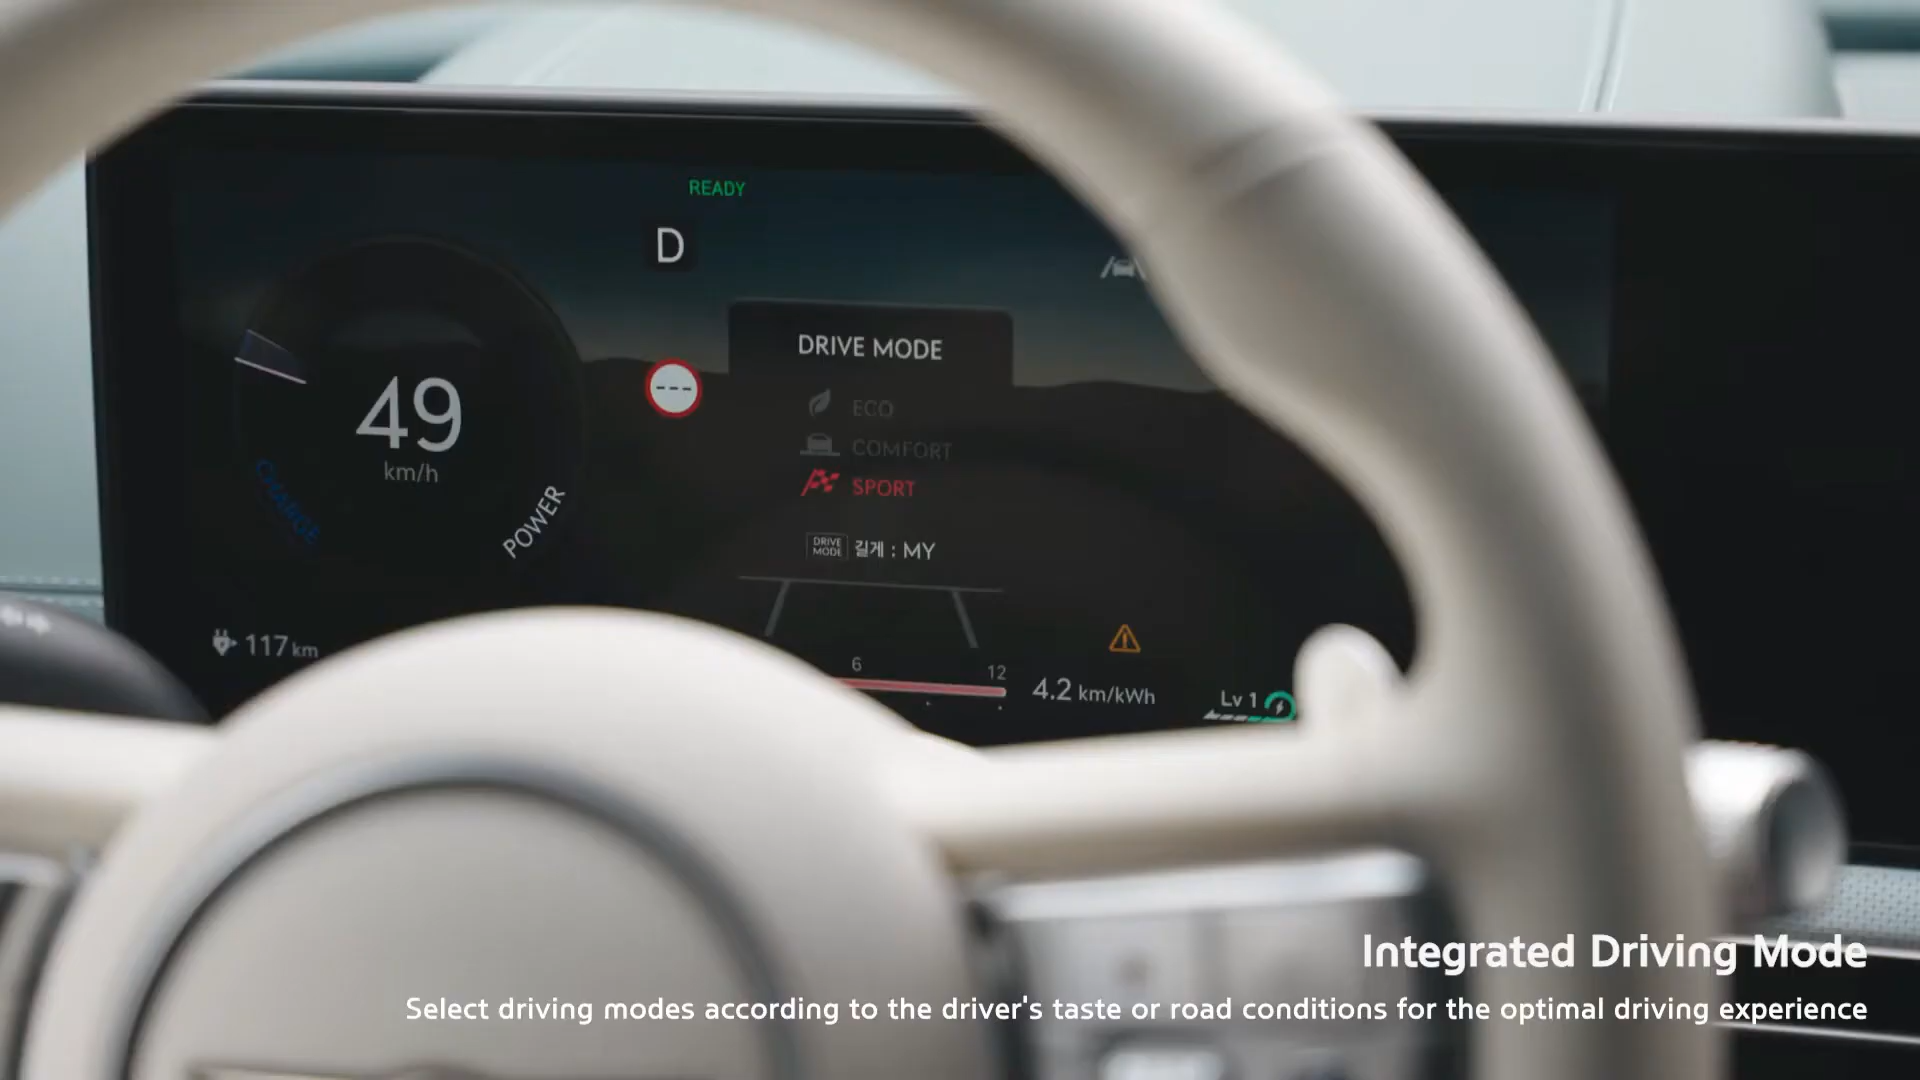 READY
D
DRIVE MODE
ECO
COMFORT
SPORT
DRIVE MODE 길게 : MY
49
km/h
CHARGE
POWER
117 km
6
12
4.2 km/kWh
Lv 1
Integrated Driving Mode
Select driving modes according to the driver's taste or road conditions for the optimal driving experience